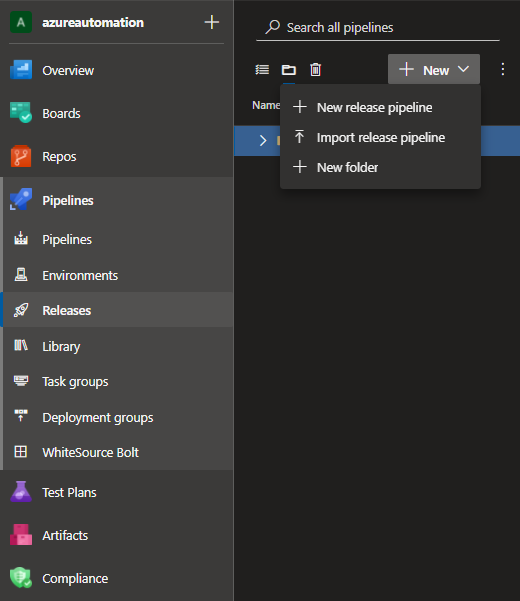 A azureautomation
Overview
Boards
Repos
Pipelines
Pipelines
Environments
Releases
Library
Task groups
Deployment groups
WhiteSource Bolt
Test Plans
Artifacts
Compliance
Search all pipelines
New
Name
New release pipeline
Import release pipeline
New folder